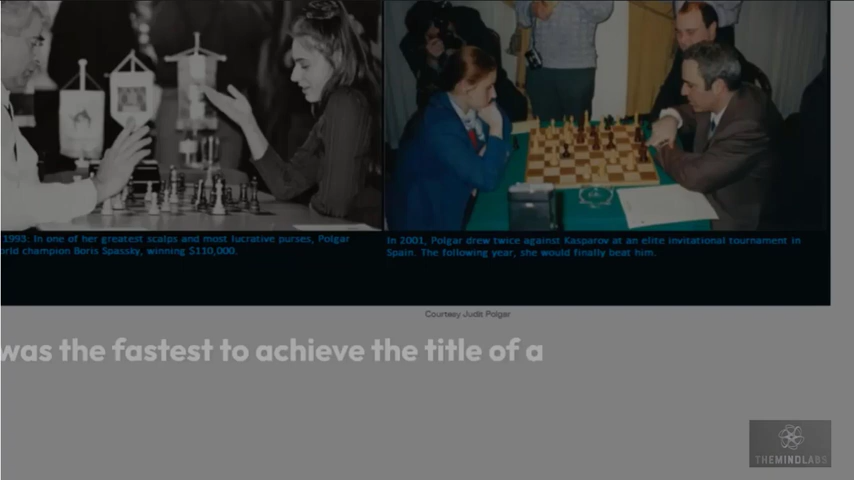 1993: In one of her greatest scalps and most lucrative purses, Polgar
rld champion Boris Spassky, winning $110,000.
In 2001, Polgar drew twice against Kasparov at an elite invitational tournament in
Spain. The following year, she would finally beat him.
Courtesy Judit Polgar
was the fastest to achieve the title of a
THEMINDLABS